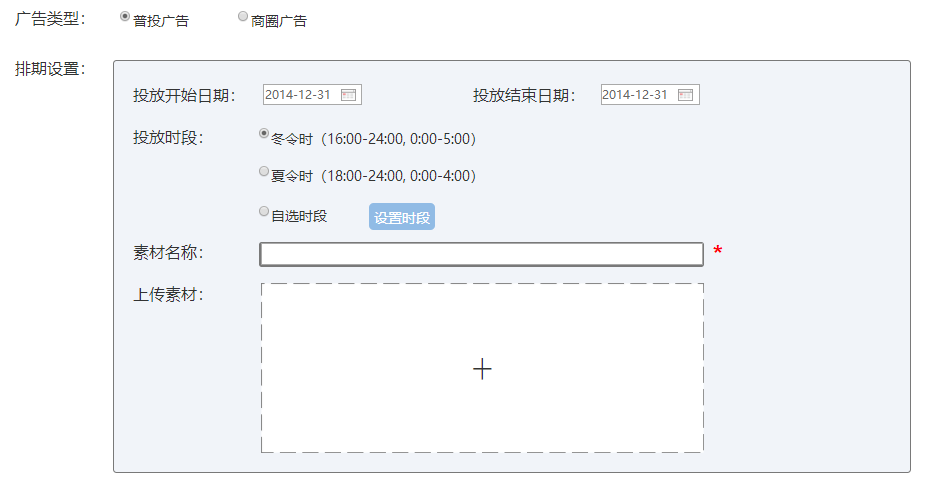 广告类型： 普投广告 商圈广告
排期设置：
投放开始日期： 2014-12-31 投放结束日期： 2014-12-31
投放时段： 冬令时（16:00-24:00, 0:00-5:00）
夏令时（18:00-24:00, 0:00-4:00）
自选时段 设置时段
素材名称： *
上传素材：